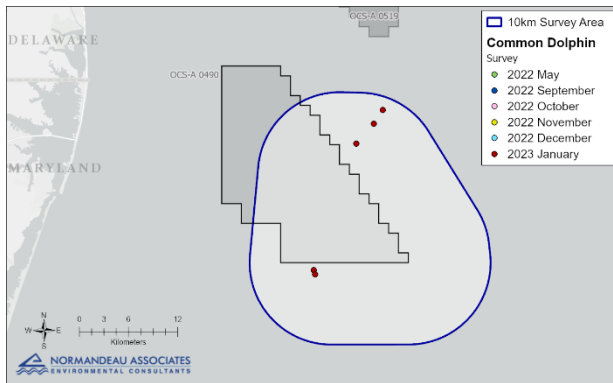 DELAWARE
OCS-A 0519
OCS-A 0490
MARYLAND
10km Survey Area
Common Dolphin
Survey
2022 May
2022 September
2022 October
2022 November
2022 December
2023 January
N
W E
S
0 3 6 12
Kilometers
NORMANDEAU ASSOCIATES
ENVIRONMENTAL CONSULTANTS